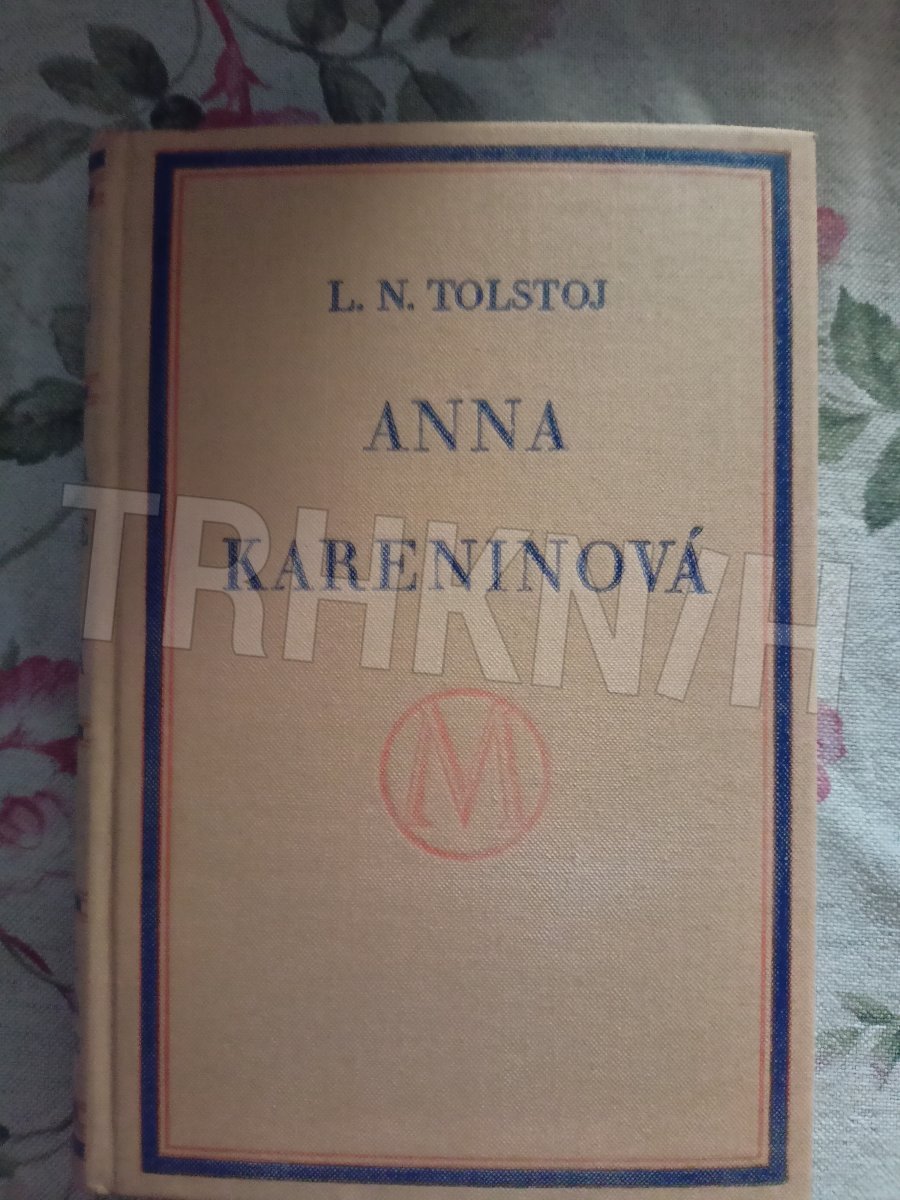 L. N. TOLSTOJ
ANNA
KARENINOVÁ
TRHKNIH
M